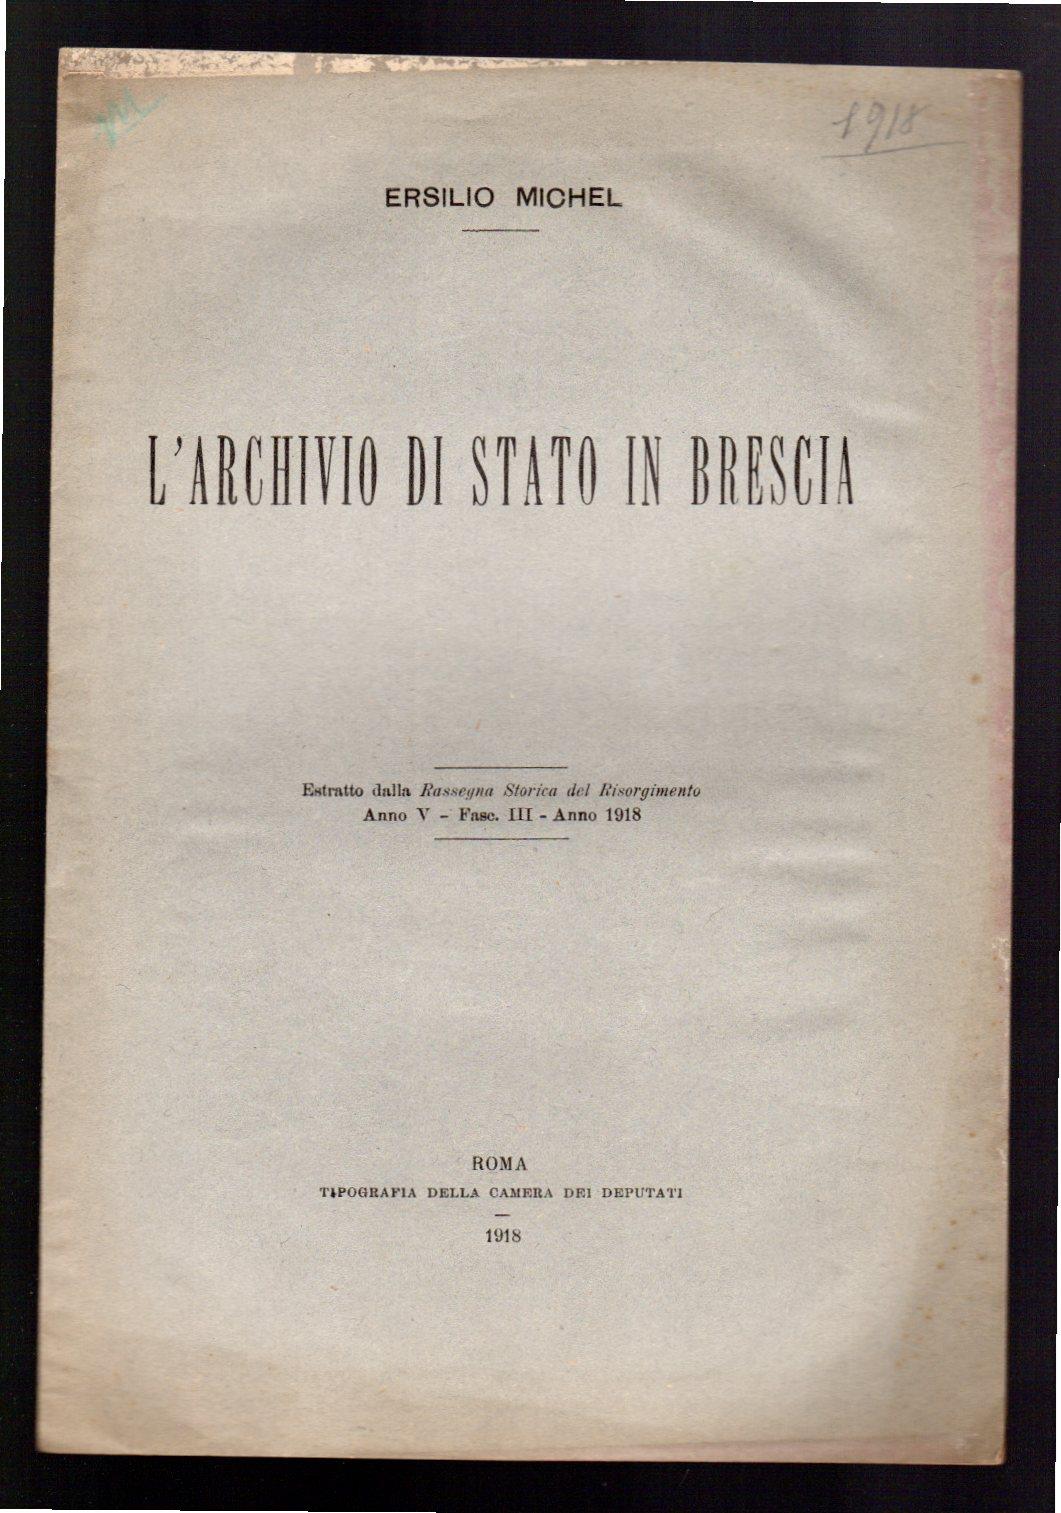 1918
ERSILIO MICHEL
L'ARCHIVIO DI STATO IN BRESCIA
Estratto dalla Rassegna Storica del Risorgimento
Anno V - Fasc. III - Anno 1918
ROMA
TIPOGRAFIA DELLA CAMERA DEI DEPUTATI
1918